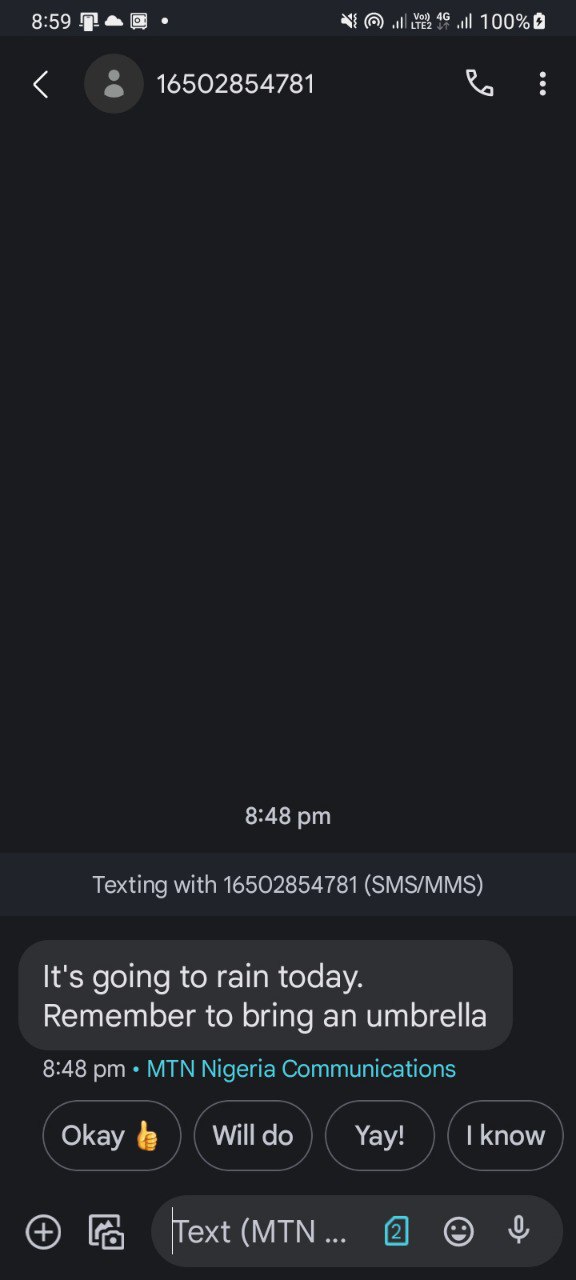 8:59 Vo) LTE2 4G 100%
16502854781
8:48 pm
Texting with 16502854781 (SMS/MMS)
It's going to rain today.
Remember to bring an umbrella
8:48 pm • MTN Nigeria Communications
Okay 👍 Will do Yay! I know
Text (MTN ... 2